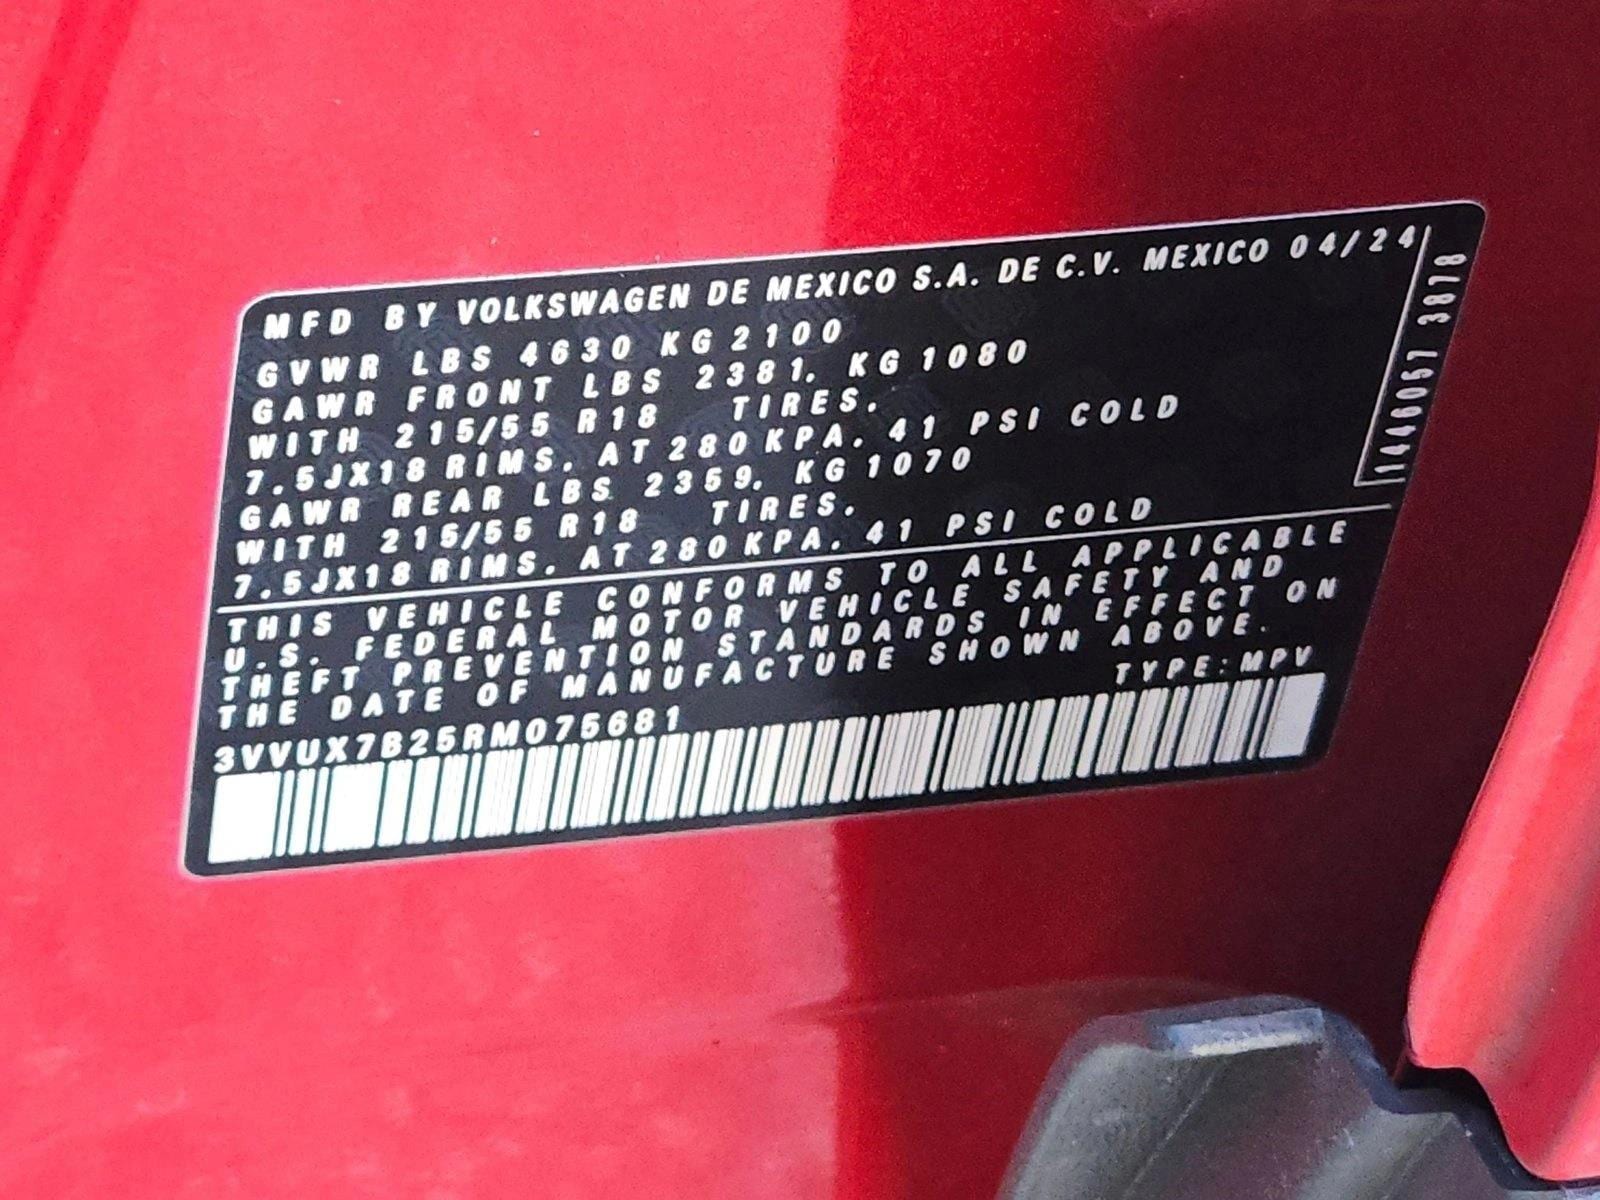 MFD BY VOLKSWAGEN DE MEXICO S.A. DE C.V. MEXICO 04/24
GVWR LBS 4630 KG 2100
GAWR FRONT LBS 2381. KG 1080
WITH 215/55 R18 TIRES.
7.5JX18 RIMS. AT 280 KPA. 41 PSI COLD
GAWR REAR LBS 2359. KG 1070
WITH 215/55 R18 TIRES.
7.5JX18 RIMS. AT 280 KPA. 41 PSI COLD
1446057 3878
THIS VEHICLE CONFORMS TO ALL APPLICABLE
U.S. FEDERAL MOTOR VEHICLE SAFETY AND
THEFT PREVENTION STANDARDS IN EFFECT ON
THE DATE OF MANUFACTURE SHOWN ABOVE.
TYPE: MPV
3VVUX7B25RM075681